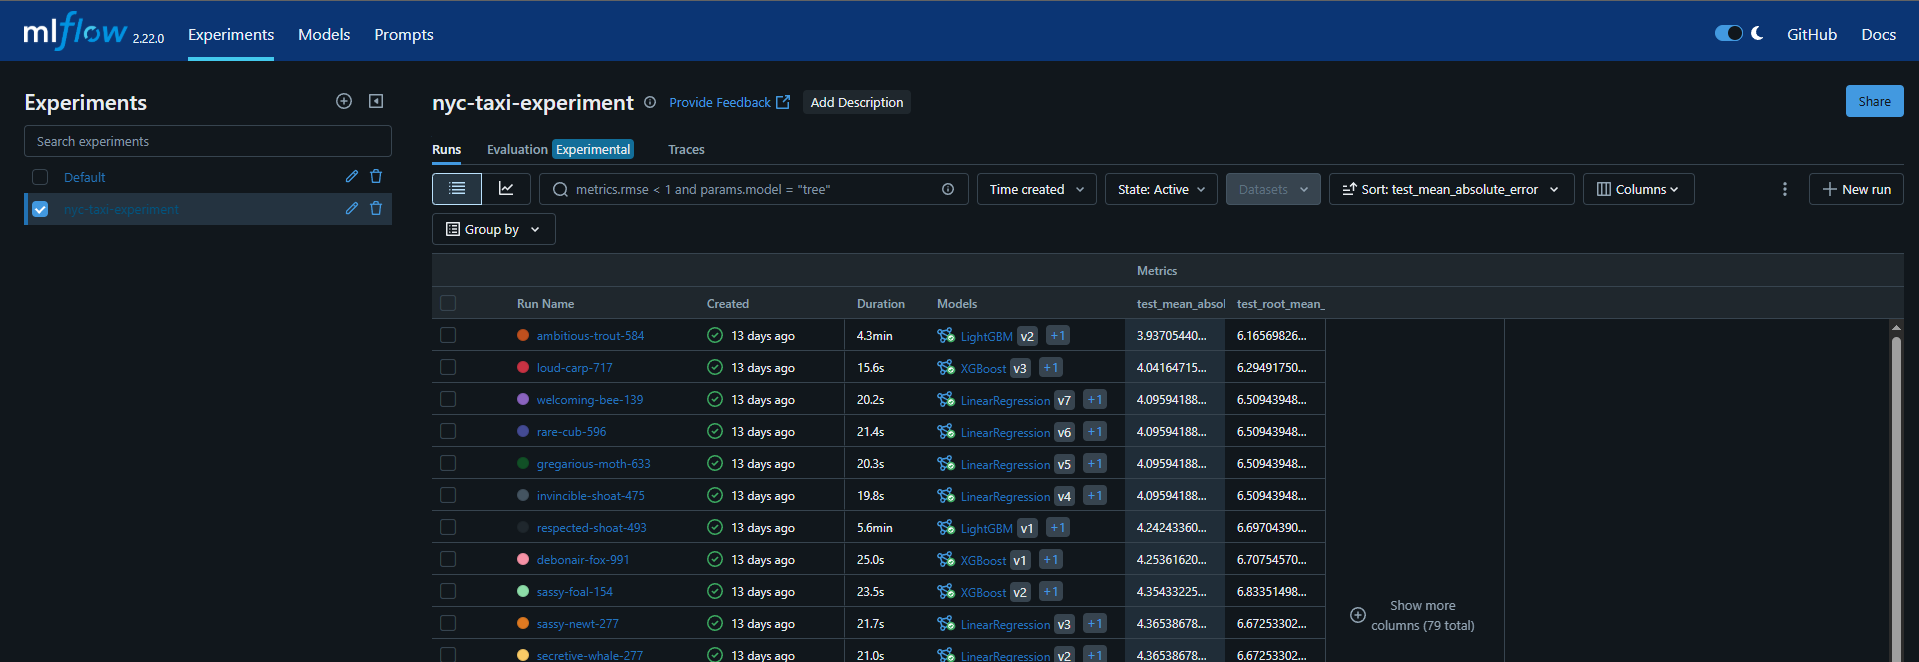 mlflow 2.22.0 Experiments Models Prompts GitHub Docs
Experiments
Search experiments
Default
nyc-taxi-experiment
nyc-taxi-experiment Provide Feedback Add Description Share
Runs Evaluation Experimental Traces
metrics.rmse < 1 and params.model = "tree" Time created State: Active Datasets Sort: test_mean_absolute_error Columns New run
Group by
Metrics
Run Name Created Duration Models test_mean_absol test_root_mean_
ambitious-trout-584 13 days ago 4.3min LightGBM v2 +1 3.93705440... 6.16569826...
loud-carp-717 13 days ago 15.6s XGBoost v3 +1 4.04164715... 6.29491750...
welcoming-bee-139 13 days ago 20.2s LinearRegression v7 +1 4.09594188... 6.50943948...
rare-cub-596 13 days ago 21.4s LinearRegression v6 +1 4.09594188... 6.50943948...
gregarious-moth-633 13 days ago 20.3s LinearRegression v5 +1 4.09594188... 6.50943948...
invincible-shoat-475 13 days ago 19.8s LinearRegression v4 +1 4.09594188... 6.50943948...
respected-shoat-493 13 days ago 5.6min LightGBM v1 +1 4.24243360... 6.69704390...
debonair-fox-991 13 days ago 25.0s XGBoost v1 +1 4.25361620... 6.70754570...
sassy-foal-154 13 days ago 23.5s XGBoost v2 +1 4.35433225... 6.83351498...
sassy-newt-277 13 days ago 21.7s LinearRegression v3 +1 4.36538678... 6.67253302...
secretive-whale-277 13 days ago 21.0s LinearRegression v2 +1 4.36538678... 6.67253302...
Show more
columns (79 total)